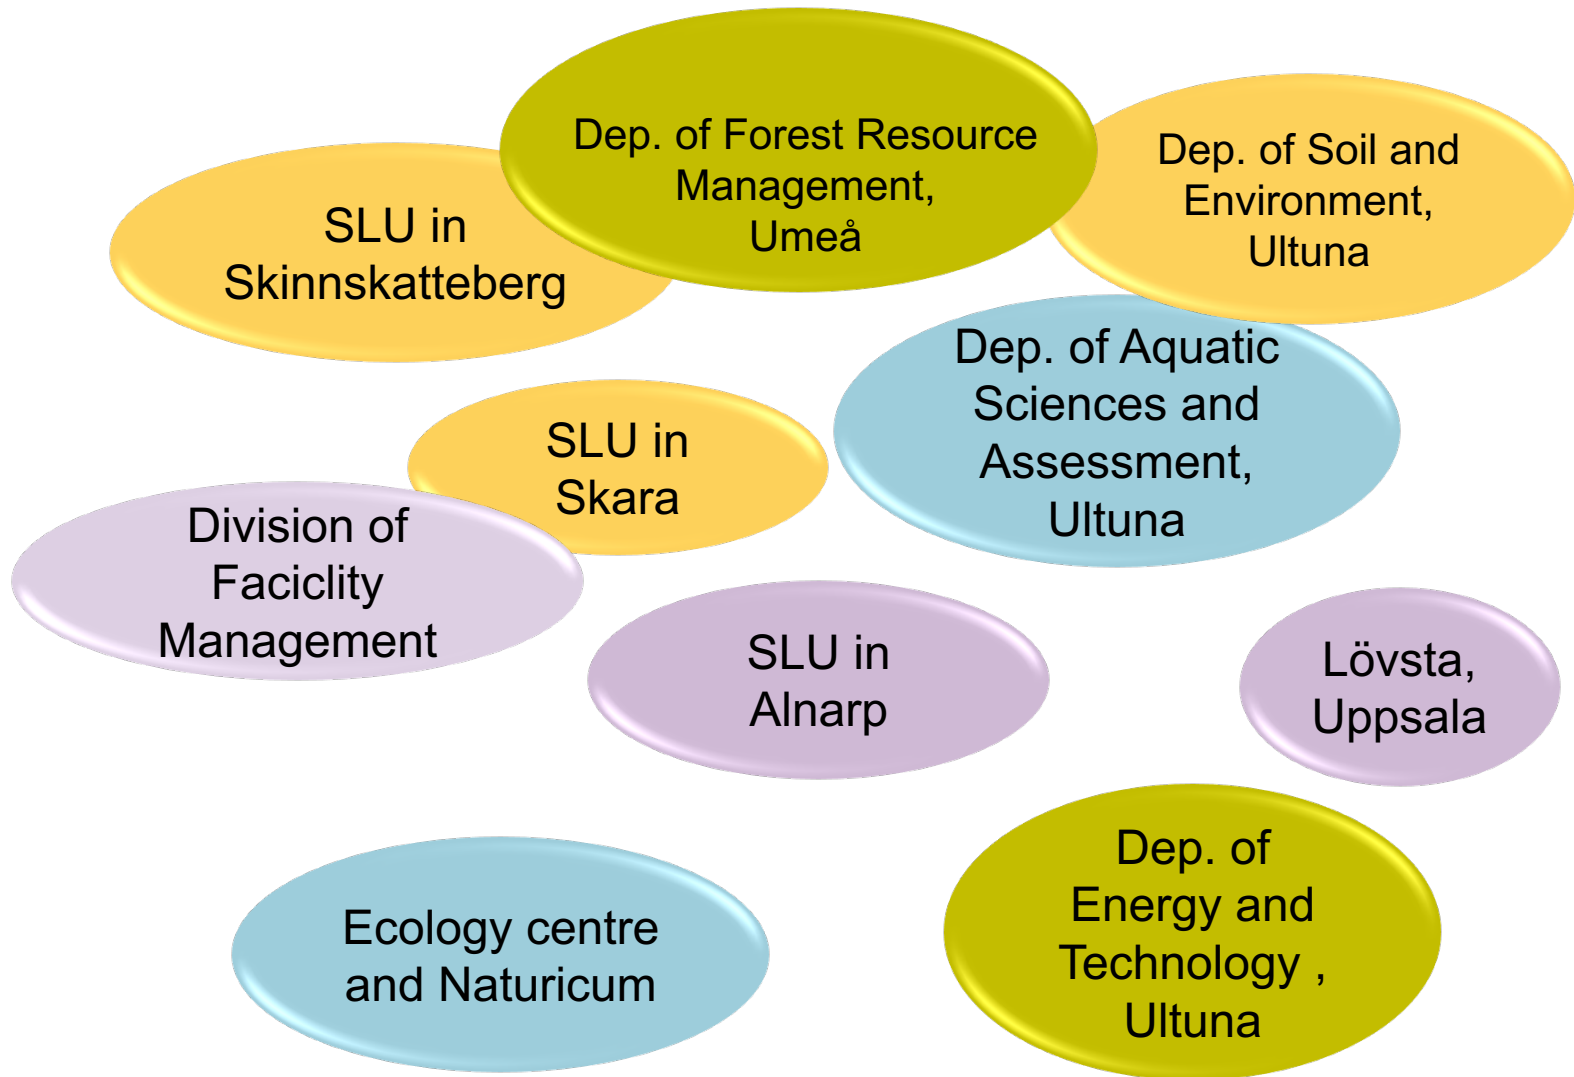 Dep. of Forest Resource
Management,
Umeå
Dep. of Soil and
Environment,
Ultuna
SLU in
Skinnskatteberg
Dep. of Aquatic
Sciences and
Assessment,
Ultuna
SLU in
Skara
Division of
Faciclity
Management
SLU in
Alnarp
Lövsta,
Uppsala
Dep. of
Energy and
Technology ,
Ultuna
Ecology centre
and Naturicum